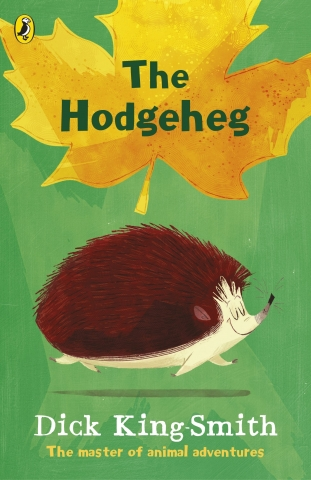 The
Hodgeheg
Dick King-Smith
The master of animal adventures